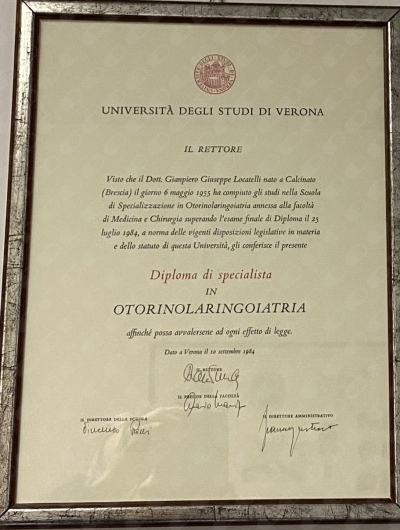 UNIVERSITÀ DEGLI STUDI DI VERONA
IL RETTORE
Visto che il Dott. Gianpiero Giuseppe Locatelli nato a Calcinato
(Brescia) il giorno 6 maggio 1955 ha compiuto gli studi nella Scuola
di Specializzazione in Otorinolaringoiatria annessa alla facoltà
di Medicina e Chirurgia superando l'esame finale di Diploma il 25
luglio 1984, a norma delle vigenti disposizioni legislative in materia
e dello statuto di questa Università, gli conferisce il presente
Diploma di specialista
IN
OTORINOLARINGOIATRIA
affinché possa avvalersene ad ogni effetto di legge.
Dato a Verona il 10 settembre 1984
IL RETTORE
IL PRESIDE DELLA FACOLTÀ
IL DIRETTORE DELLA SCUOLA
IL DIRETTORE AMMINISTRATIVO